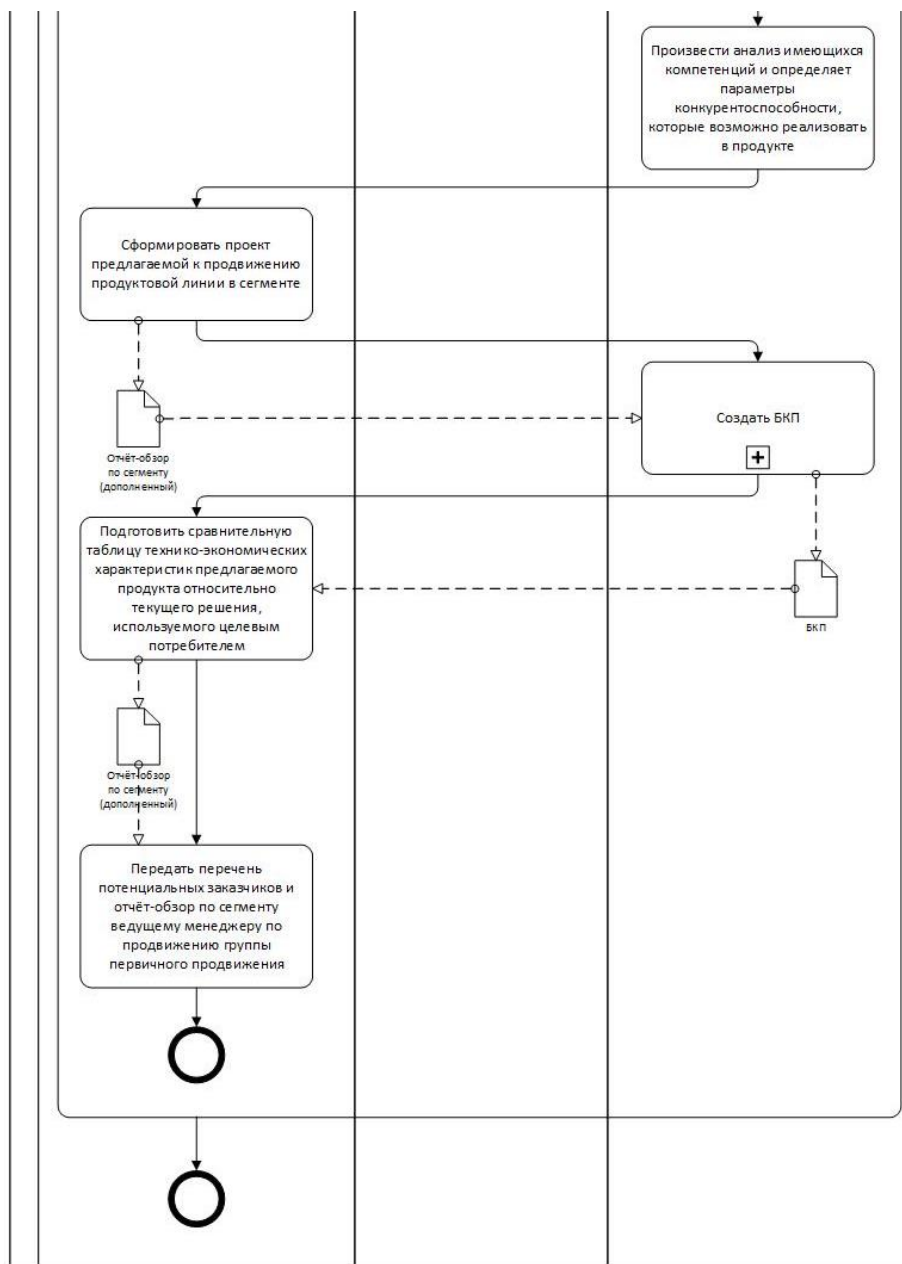 Произвести анализ имеющихся
компетенций и определяет
параметры
конкурентоспособности,
которые возможно реализовать
в продукте
Сформировать проект
предлагаемой к продвижению
продуктовой линии в сегменте
Создать БКП
Отчёт-обзор
по сегменту
(дополненный)
Подготовить сравнительную
таблицу технико-экономических
характеристик предлагаемого
продукта относительно
текущего решения,
используемого целевым
потребителем
БКП
Отчёт-обзор
по сегменту
(дополненный)
Передать перечень
потенциальных заказчиков и
отчёт-обзор по сегменту
ведущему менеджеру по
продвижению группы
первичного продвижения